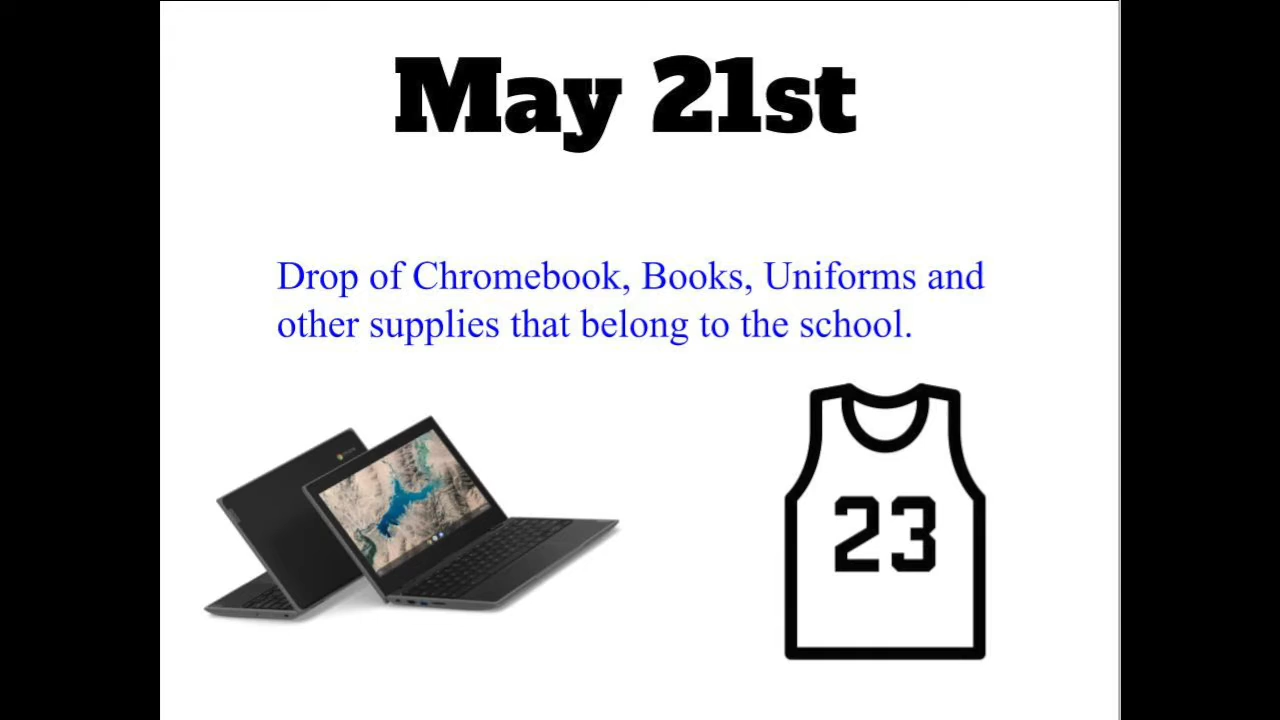 May 21st
Drop of Chromebook, Books, Uniforms and
other supplies that belong to the school.
23